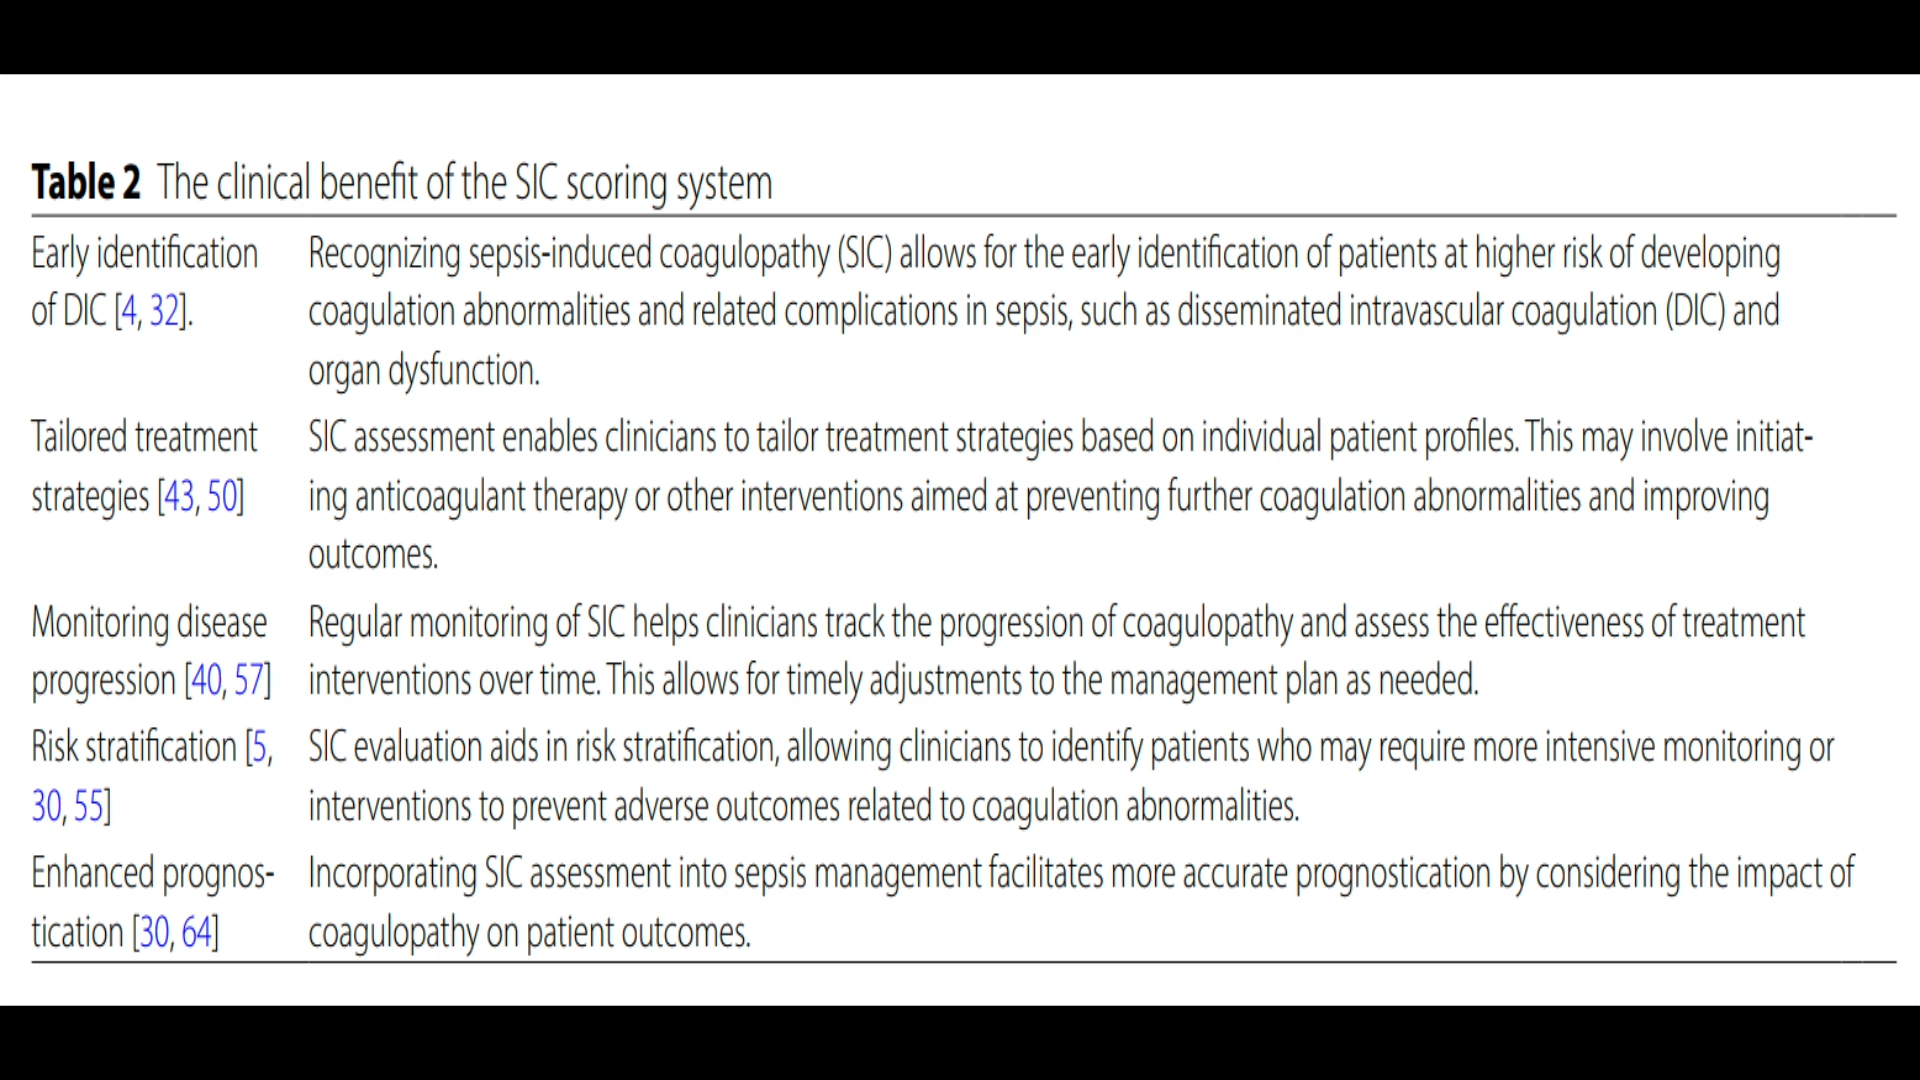 Table 2 The clinical benefit of the SIC scoring system
Early identification
of DIC [4, 32].
Recognizing sepsis-induced coagulopathy (SIC) allows for the early identification of patients at higher risk of developing
coagulation abnormalities and related complications in sepsis, such as disseminated intravascular coagulation (DIC) and
organ dysfunction.
Tailored treatment
strategies [43, 50]
SIC assessment enables clinicians to tailor treatment strategies based on individual patient profiles. This may involve initiat-
ing anticoagulant therapy or other interventions aimed at preventing further coagulation abnormalities and improving
outcomes.
Monitoring disease
progression [40, 57]
Regular monitoring of SIC helps clinicians track the progression of coagulopathy and assess the effectiveness of treatment
interventions over time. This allows for timely adjustments to the management plan as needed.
Risk stratification [5,
30, 55]
SIC evaluation aids in risk stratification, allowing clinicians to identify patients who may require more intensive monitoring or
interventions to prevent adverse outcomes related to coagulation abnormalities.
Enhanced prognos-
tication [30, 64]
Incorporating SIC assessment into sepsis management facilitates more accurate prognostication by considering the impact of
coagulopathy on patient outcomes.